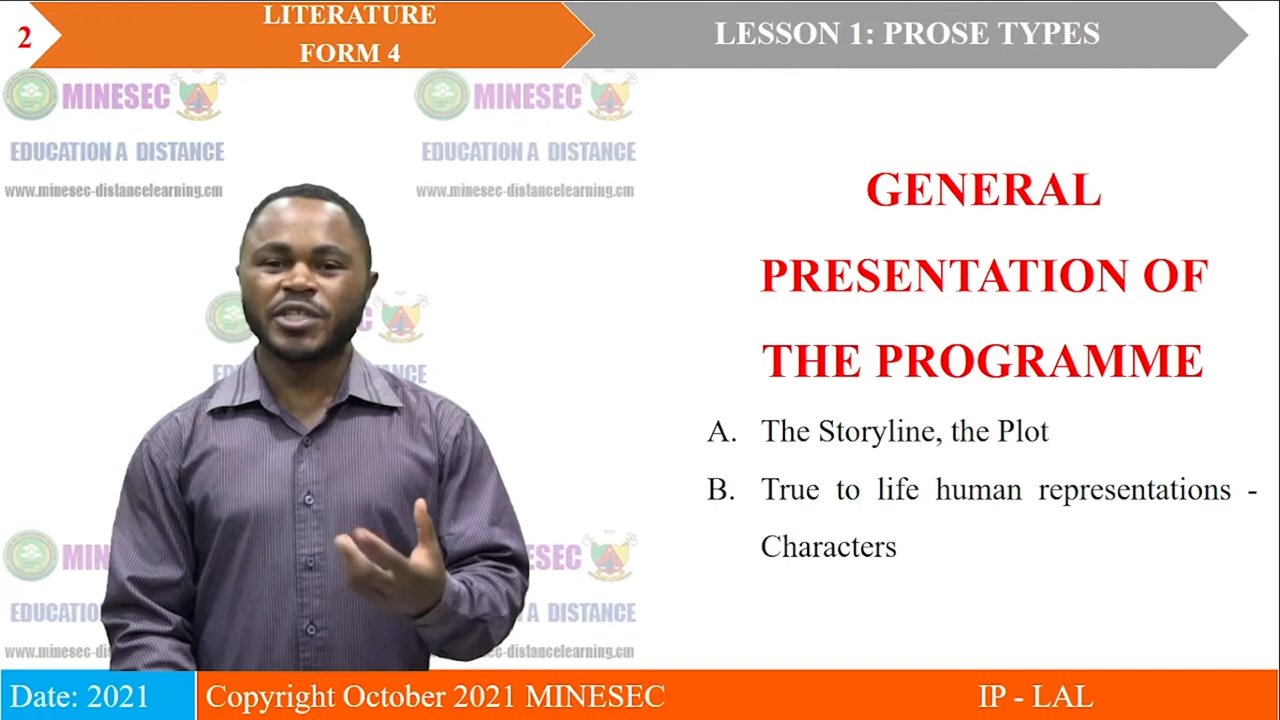 2
LITERATURE
FORM 4
LESSON 1: PROSE TYPES
MINESEC
MINESEC
EDUCATION A DISTANCE
EDUCATION A DISTANCE
www.minesec-distancelearning.cm
www.minesec-distancelearning.cm
GENERAL
PRESENTATION OF
THE PROGRAMME
A. The Storyline, the Plot
B. True to life human representations -
Characters
A DISTANCE
Date: 2021
Copyright October 2021 MINESEC
IP - LAL